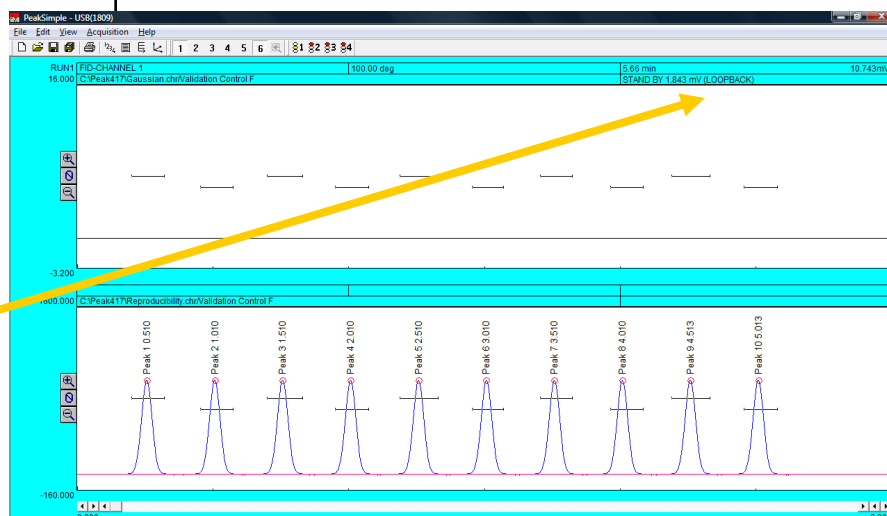 PeakSimple - USB(1809)
File Edit View Acquisition Help
1 2 3 4 5 6 81 82 83 84
RUN1 FID-CHANNEL 1 100.00 deg 5.66 min 10.743mV
16.000 C:\Peak417\Gaussian.chr/Validation Control F STAND BY 1.843 mV (LOOPBACK)
-3.200
1600.000 C:\Peak417\Reproducibility.chr/Validation Control F
Peak 1 0.510
Peak 2 1.010
Peak 3 1.510
Peak 4 2.010
Peak 5 2.510
Peak 6 3.010
Peak 7 3.510
Peak 8 4.010
Peak 9 4.513
Peak 10 5.013
-160.000